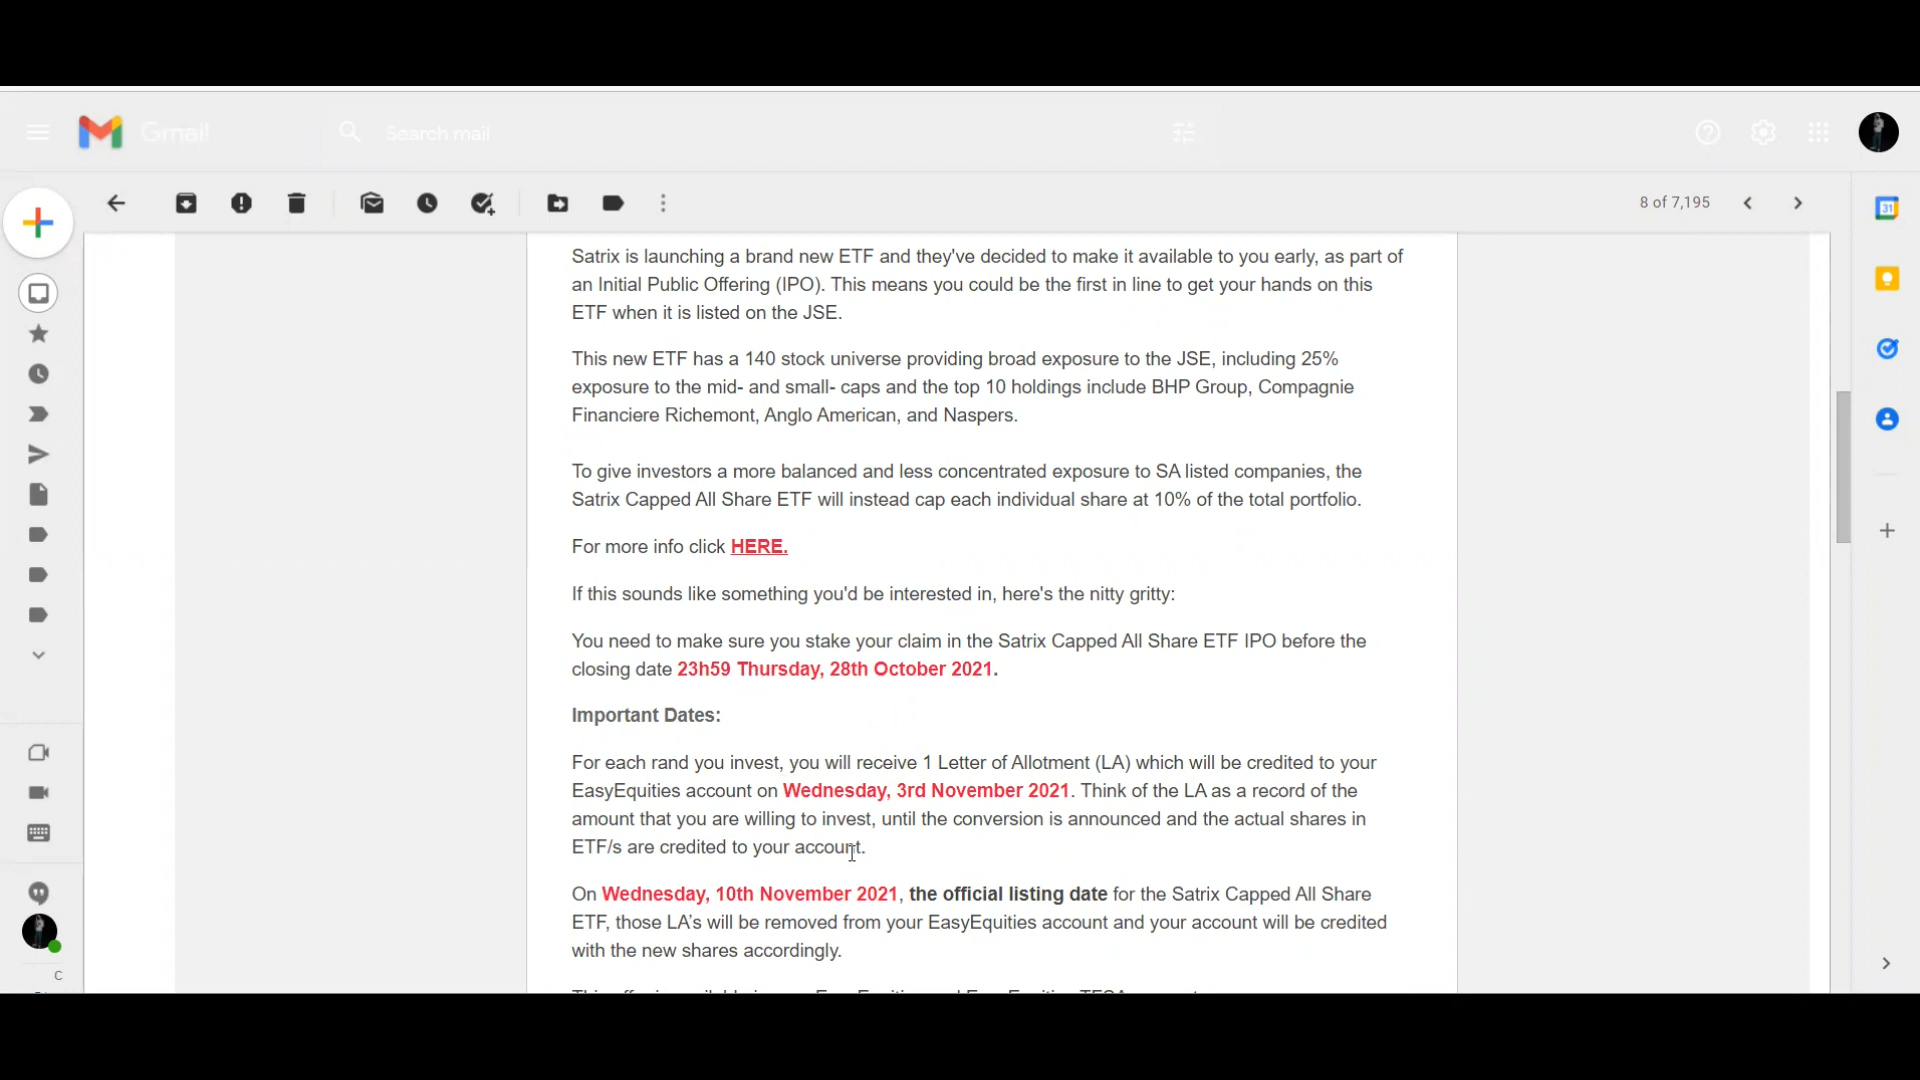 Gmail
Search mail
8 of 7,195
31
Satrix is launching a brand new ETF and they've decided to make it available to you early, as part of
an Initial Public Offering (IPO). This means you could be the first in line to get your hands on this
ETF when it is listed on the JSE.
This new ETF has a 140 stock universe providing broad exposure to the JSE, including 25%
exposure to the mid- and small- caps and the top 10 holdings include BHP Group, Compagnie
Financiere Richemont, Anglo American, and Naspers.
To give investors a more balanced and less concentrated exposure to SA listed companies, the
Satrix Capped All Share ETF will instead cap each individual share at 10% of the total portfolio.
For more info click HERE.
If this sounds like something you'd be interested in, here's the nitty gritty:
You need to make sure you stake your claim in the Satrix Capped All Share ETF IPO before the
closing date 23h59 Thursday, 28th October 2021.
Important Dates:
For each rand you invest, you will receive 1 Letter of Allotment (LA) which will be credited to your
EasyEquities account on Wednesday, 3rd November 2021. Think of the LA as a record of the
amount that you are willing to invest, until the conversion is announced and the actual shares in
ETF/s are credited to your account.
On Wednesday, 10th November 2021, the official listing date for the Satrix Capped All Share
ETF, those LA’s will be removed from your EasyEquities account and your account will be credited
with the new shares accordingly.
C